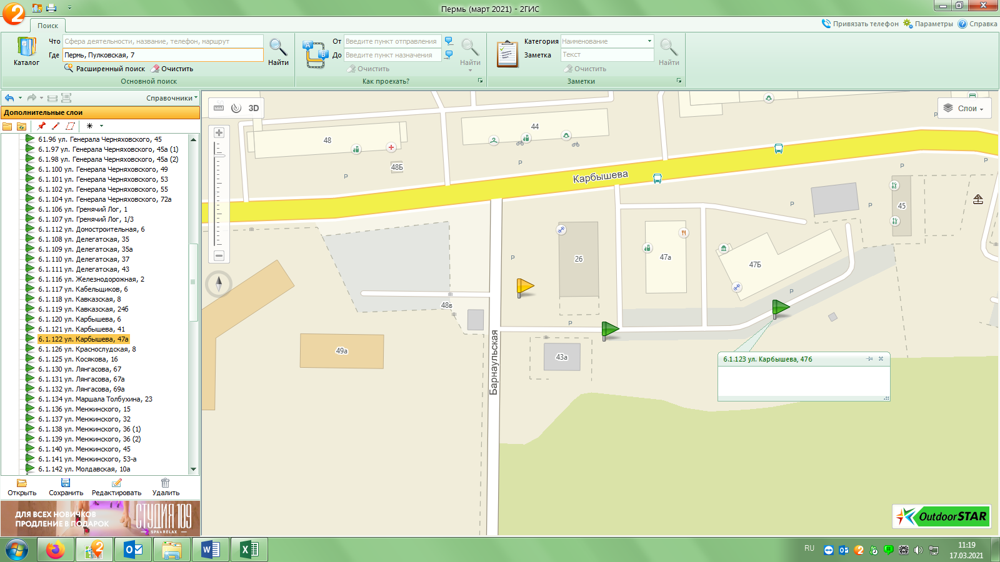 Пермь (март 2021) - 2ГИС
Поиск
Привязать телефон
Параметры
Справка
Каталог
Что
Сфера деятельности, название, телефон, маршрут
Где
Пермь, Пулковская, 7
Расширенный поиск
Очистить
Найти
Основной поиск
От
Введите пункт отправления
До
Введите пункт назначения
Очистить
Найти
Как проехать?
Категория
Наименование
Заметка
Текст
Очистить
Найти
Заметки
Справочники
Дополнительные слои
61.96 ул. Генерала Черняховского, 45
6.1.97 ул. Генерала Черняховского, 45а (1)
6.1.98 ул. Генерала Черняховского, 45а (2)
6.1.100 ул. Генерала Черняховского, 49
6.1.101 ул. Генерала Черняховского, 53
6.1.102 ул. Генерала Черняховского, 55
6.1.104 ул. Генерала Черняховского, 72а
6.1.106 ул. Гремячий Лог, 1
6.1.107 ул. Гремячий Лог, 1/3
6.1.112 ул. Домостроительная, 6
6.1.108 ул. Делегатская, 35
6.1.109 ул. Делегатская, 35а
6.1.110 ул. Делегатская, 37
6.1.111 ул. Делегатская, 43
6.1.116 ул. Железнодорожная, 2
6.1.117 ул. Кабельщиков, 6
6.1.118 ул. Кавказская, 8
6.1.119 ул. Кавказская, 24б
6.1.120 ул. Карбышева, 6
6.1.121 ул. Карбышева, 41
6.1.122 ул. Карбышева, 47а
6.1.126 ул. Краснослудская, 8
6.1.125 ул. Косякова, 16
6.1.130 ул. Лянгасова, 67
6.1.131 ул. Лянгасова, 67а
6.1.132 ул. Лянгасова, 69а
6.1.134 ул. Маршала Толбухина, 23
6.1.136 ул. Менжинского, 15
6.1.137 ул. Менжинского, 32
6.1.138 ул. Менжинского, 36 (1)
6.1.139 ул. Менжинского, 36 (2)
6.1.140 ул. Менжинского, 45
6.1.141 ул. Менжинского, 53-а
6.1.142 ул. Молдавская, 10а
Открыть
Сохранить
Редактировать
Удалить
ДЛЯ ВСЕХ НОВИЧКОВ
ПРОДЛЕНИЕ В ПОДАРОК
СТУДИЯ 109
SPA & RELAX
3D
Слои
44
48
48Б
P
P
P
P
P
Карбышева
45
P
P
26
47а
47Б
P
P
48в
P
Барнаульская
49а
43а
6.1.123 ул. Карбышева, 47б
OutdoorSTAR
RU
11:19
17.03.2021